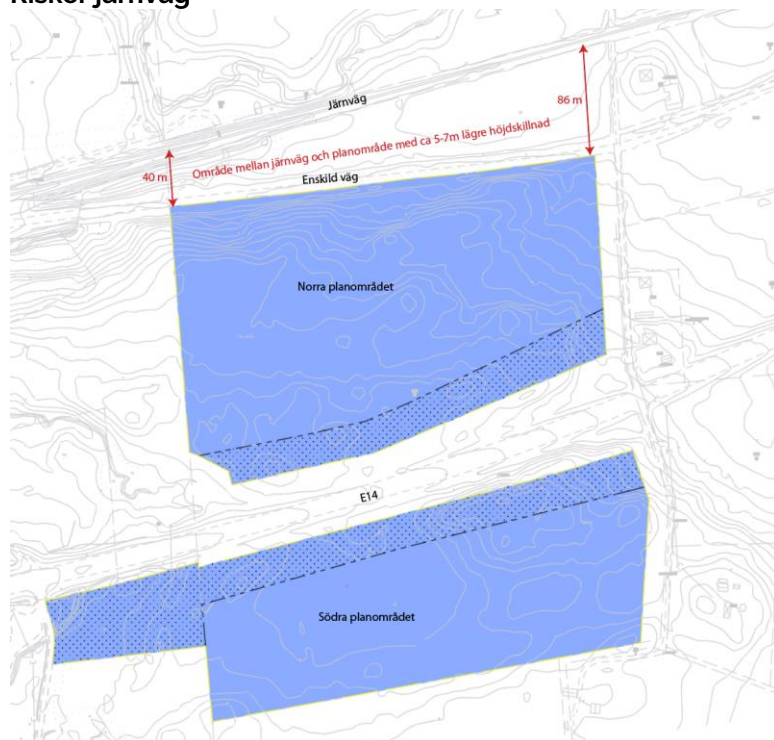 Risker järnväg
Järnväg
86 m
40 m
Område mellan järnväg och planområde med ca 5-7m lägre höjdskillnad
Enskild väg
Norra planområdet
E14
Södra planområdet